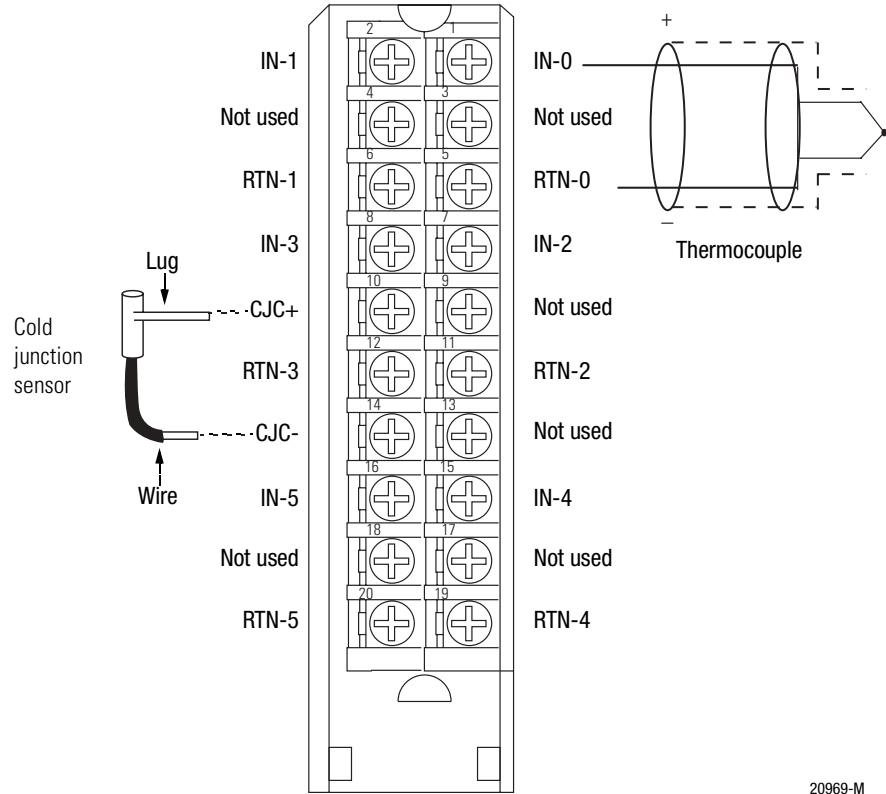 +
2 1
IN-1 IN-0
4 3
Not used Not used
6 5
RTN-1 RTN-0
8 7
–
IN-3 IN-2
Thermocouple
Lug
10 9
CJC+ Not used
Cold
junction
sensor
12 11
RTN-3 RTN-2
14 13
CJC- Not used
16 15
Wire
IN-5 IN-4
18 17
Not used Not used
20 19
RTN-5 RTN-4
20969-M